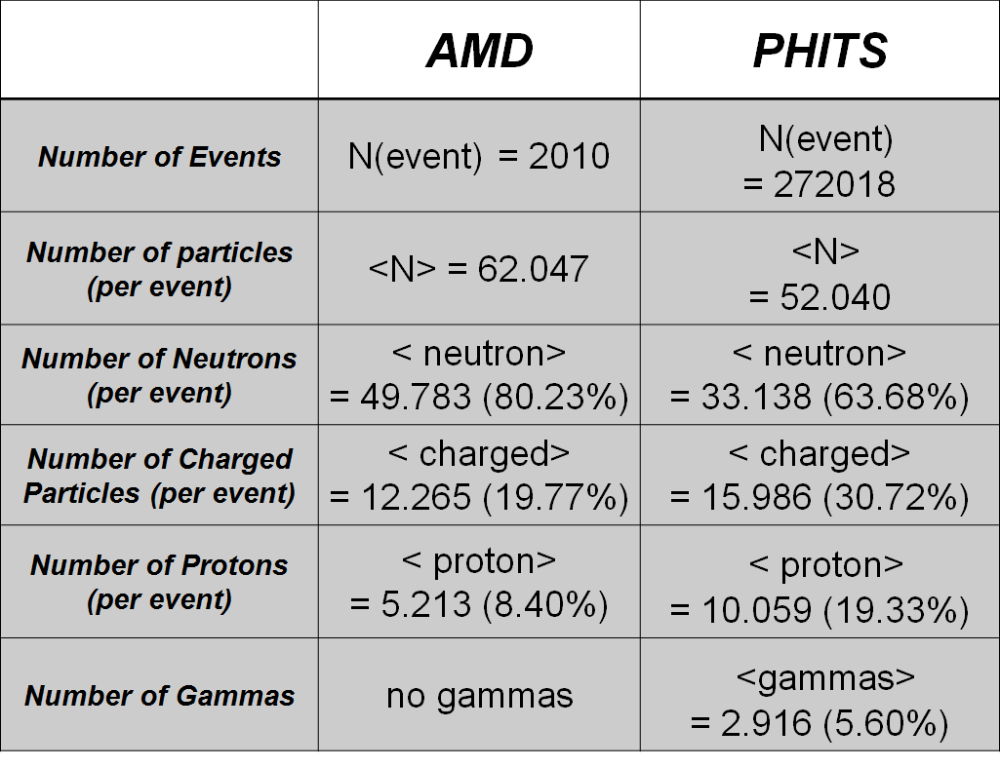 AMD
PHITS
Number of Events
N(event) = 2010
N(event)
= 272018
Number of particles
(per event)
<N> = 62.047
<N>
= 52.040
Number of Neutrons
(per event)
< neutron>
= 49.783 (80.23%)
< neutron>
= 33.138 (63.68%)
Number of Charged
Particles (per event)
< charged>
= 12.265 (19.77%)
< charged>
= 15.986 (30.72%)
Number of Protons
(per event)
< proton>
= 5.213 (8.40%)
< proton>
= 10.059 (19.33%)
Number of Gammas
no gammas
<gammas>
= 2.916 (5.60%)